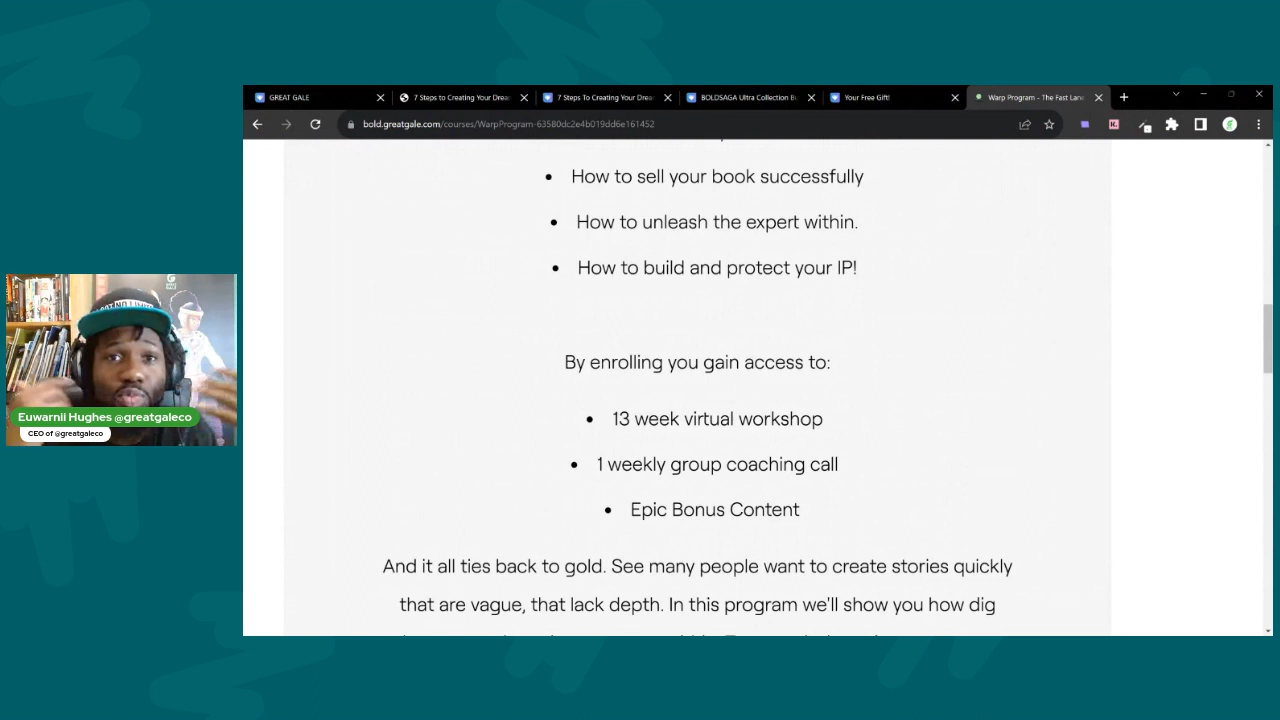 GREAT GALE
7 Steps to Creating Your Drea
7 Steps To Creating Your Dream
BOLDSAGA Ultra Collection B
Your Free Gift!
Warp Program - The Fast Lan
bold.greatgale.com/courses/WarpProgram-63580dc2e4b019dd6e161452
• How to sell your book successfully
• How to unleash the expert within.
• How to build and protect your IP!
By enrolling you gain access to:
• 13 week virtual workshop
• 1 weekly group coaching call
• Epic Bonus Content
And it all ties back to gold. See many people want to create stories quickly
that are vague, that lack depth. In this program we'll show you how dig
Euwarnii Hughes @greatgaleco
CEO of @greatgaleco